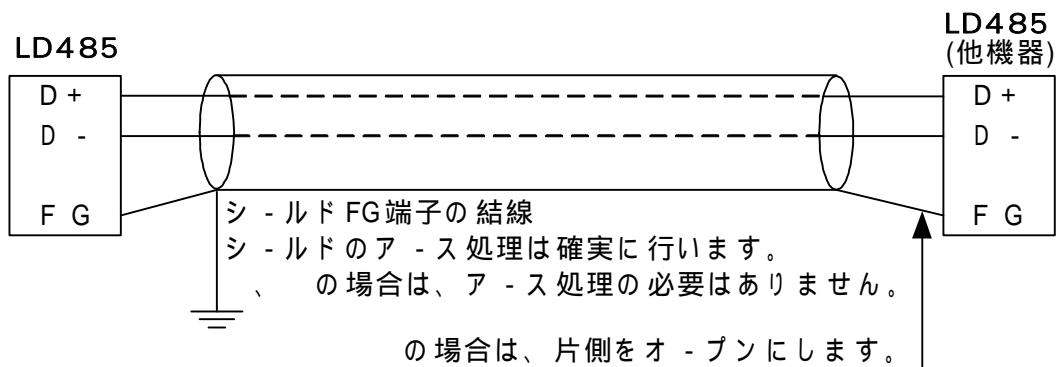 LD485
LD485
(他機器)
D+
D -
F G
D+
D -
F G
シ-ルドFG端子の結線
シ-ルドのア-ス処理は確実に行います。
、 の場合は、ア-ス処理の必要はありません。
の場合は、片側をオ-プンにします。